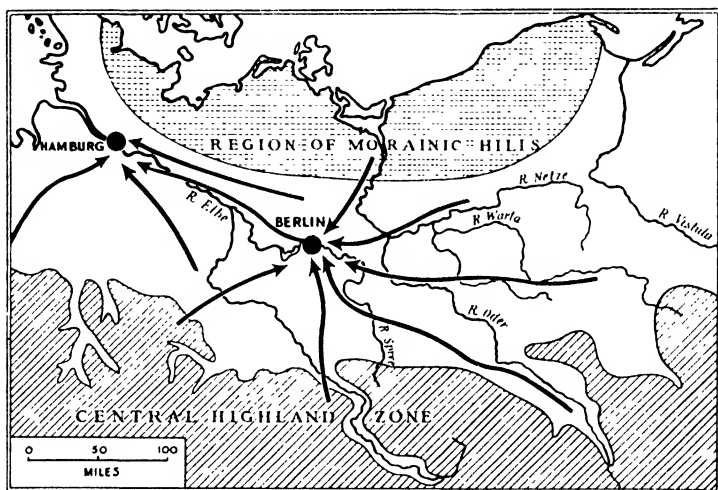 REGION OF MORAINIC HILLS
HAMBURG
R. Elbe
BERLIN
R. Netze
R. Warta
R. Vistula
R. Oder
R. Spree
CENTRAL HIGHLAND ZONE
0 50 100
MILES